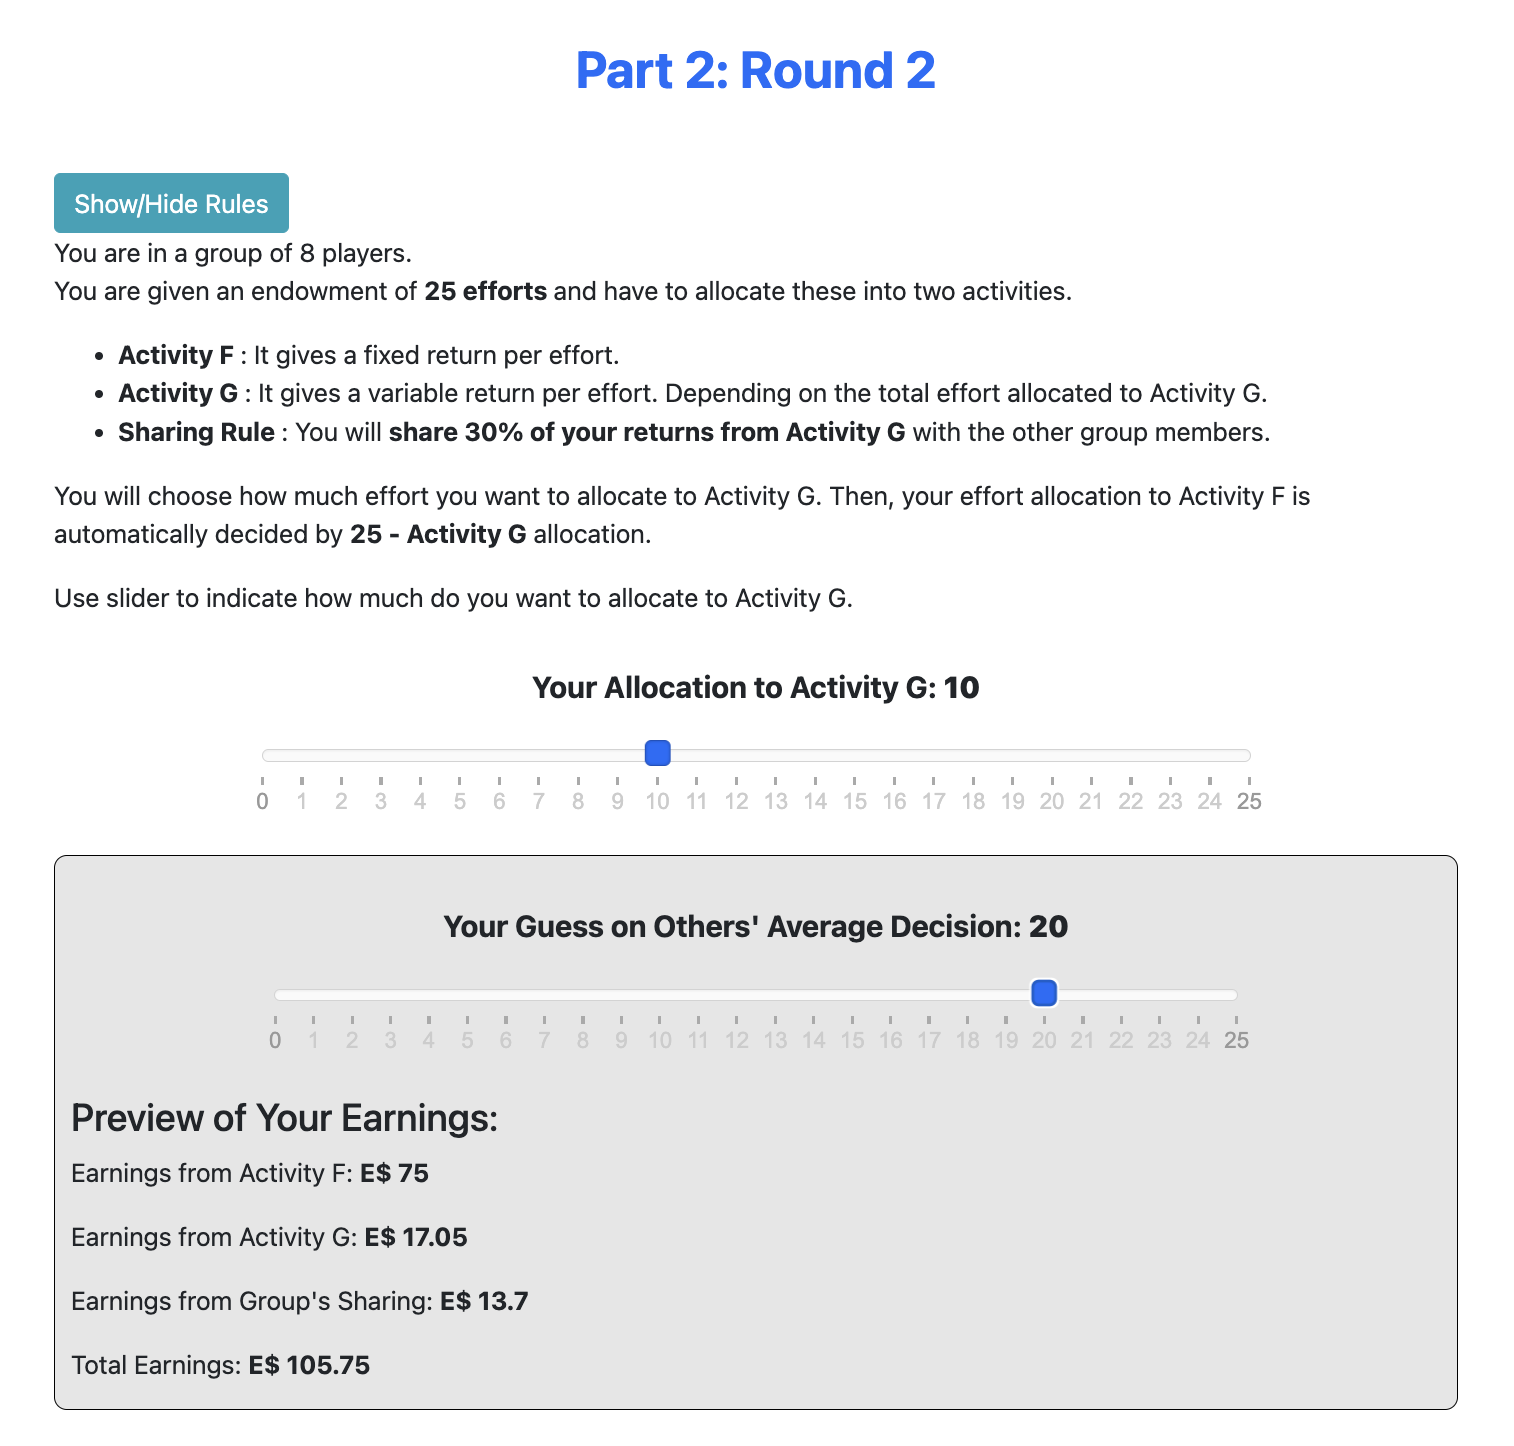 Part 2: Round 2
Show/Hide Rules
You are in a group of 8 players.
You are given an endowment of 25 efforts and have to allocate these into two activities.
• Activity F : It gives a fixed return per effort.
• Activity G : It gives a variable return per effort. Depending on the total effort allocated to Activity G.
• Sharing Rule : You will share 30% of your returns from Activity G with the other group members.
You will choose how much effort you want to allocate to Activity G. Then, your effort allocation to Activity F is
automatically decided by 25 - Activity G allocation.
Use slider to indicate how much do you want to allocate to Activity G.
Your Allocation to Activity G: 10
0 1 2 3 4 5 6 7 8 9 10 11 12 13 14 15 16 17 18 19 20 21 22 23 24 25
Your Guess on Others' Average Decision: 20
0 1 2 3 4 5 6 7 8 9 10 11 12 13 14 15 16 17 18 19 20 21 22 23 24 25
Preview of Your Earnings:
Earnings from Activity F: E$ 75
Earnings from Activity G: E$ 17.05
Earnings from Group's Sharing: E$ 13.7
Total Earnings: E$ 105.75